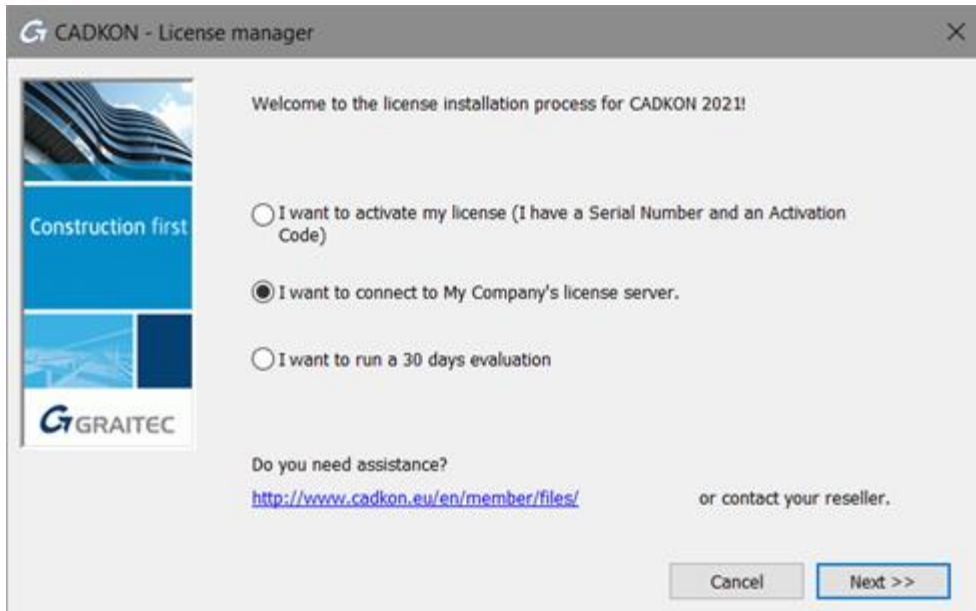 CADKON - License manager
Welcome to the license installation process for CADKON 2021!
Construction first
I want to activate my license (I have a Serial Number and an Activation
Code)
I want to connect to My Company's license server.
I want to run a 30 days evaluation
GRAITEC
Do you need assistance?
http://www.cadkon.eu/en/member/files/ or contact your reseller.
Cancel Next >>